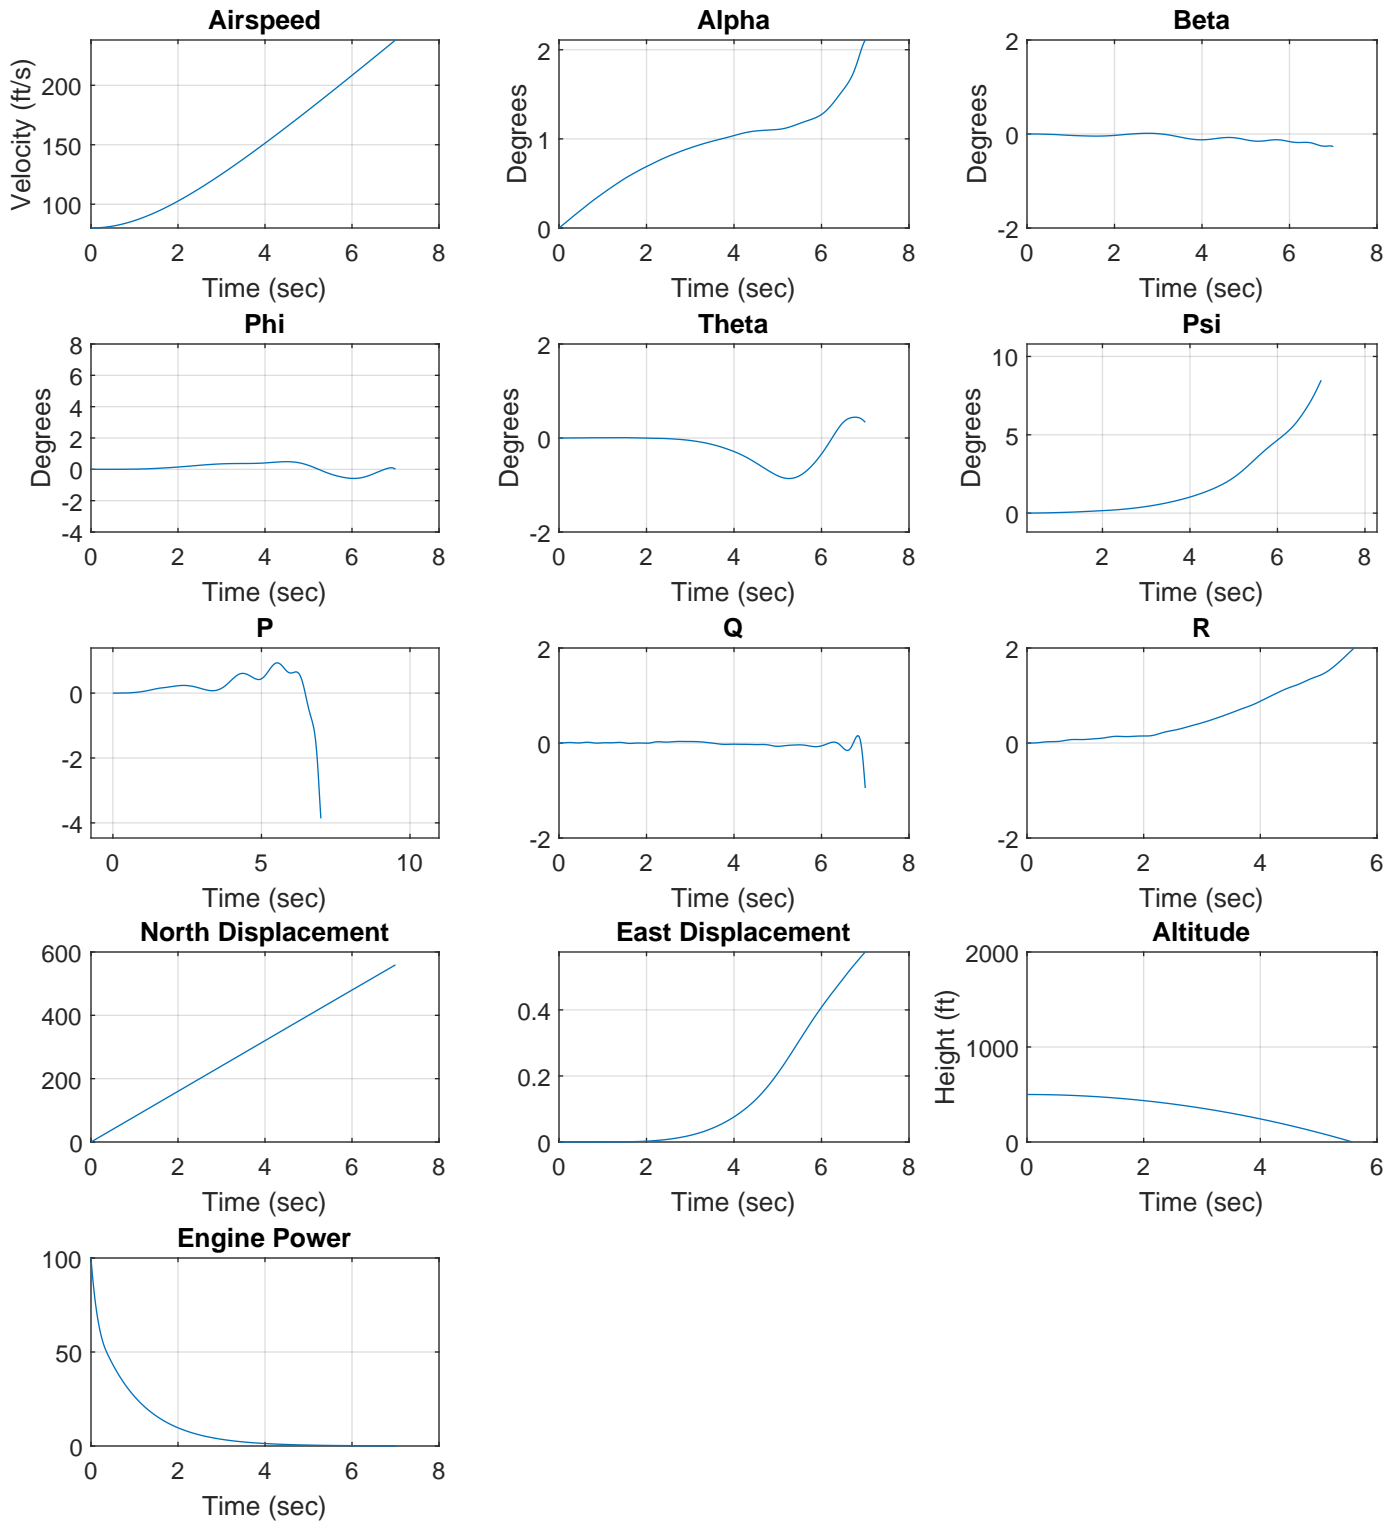 Airspeed
Velocity (ft/s)
200
150
100
0 2 4 6 8
Time (sec)
Alpha
Degrees
2
1
0
0 2 4 6 8
Time (sec)
Beta
Degrees
2
0
-2
0 2 4 6 8
Time (sec)
Phi
Degrees
8
6
4
2
0
-2
-4
0 2 4 6 8
Time (sec)
Theta
Degrees
2
0
-2
0 2 4 6 8
Time (sec)
Psi
Degrees
10
5
0
2 4 6 8
Time (sec)
P
0
-2
-4
0 5 10
Time (sec)
Q
2
0
-2
0 2 4 6 8
Time (sec)
R
2
0
-2
0 2 4 6
Time (sec)
North Displacement
600
400
200
0
0 2 4 6 8
Time (sec)
East Displacement
0.4
0.2
0
0 2 4 6 8
Time (sec)
Altitude
Height (ft)
2000
1000
0
0 2 4 6
Time (sec)
Engine Power
100
50
0
0 2 4 6 8
Time (sec)